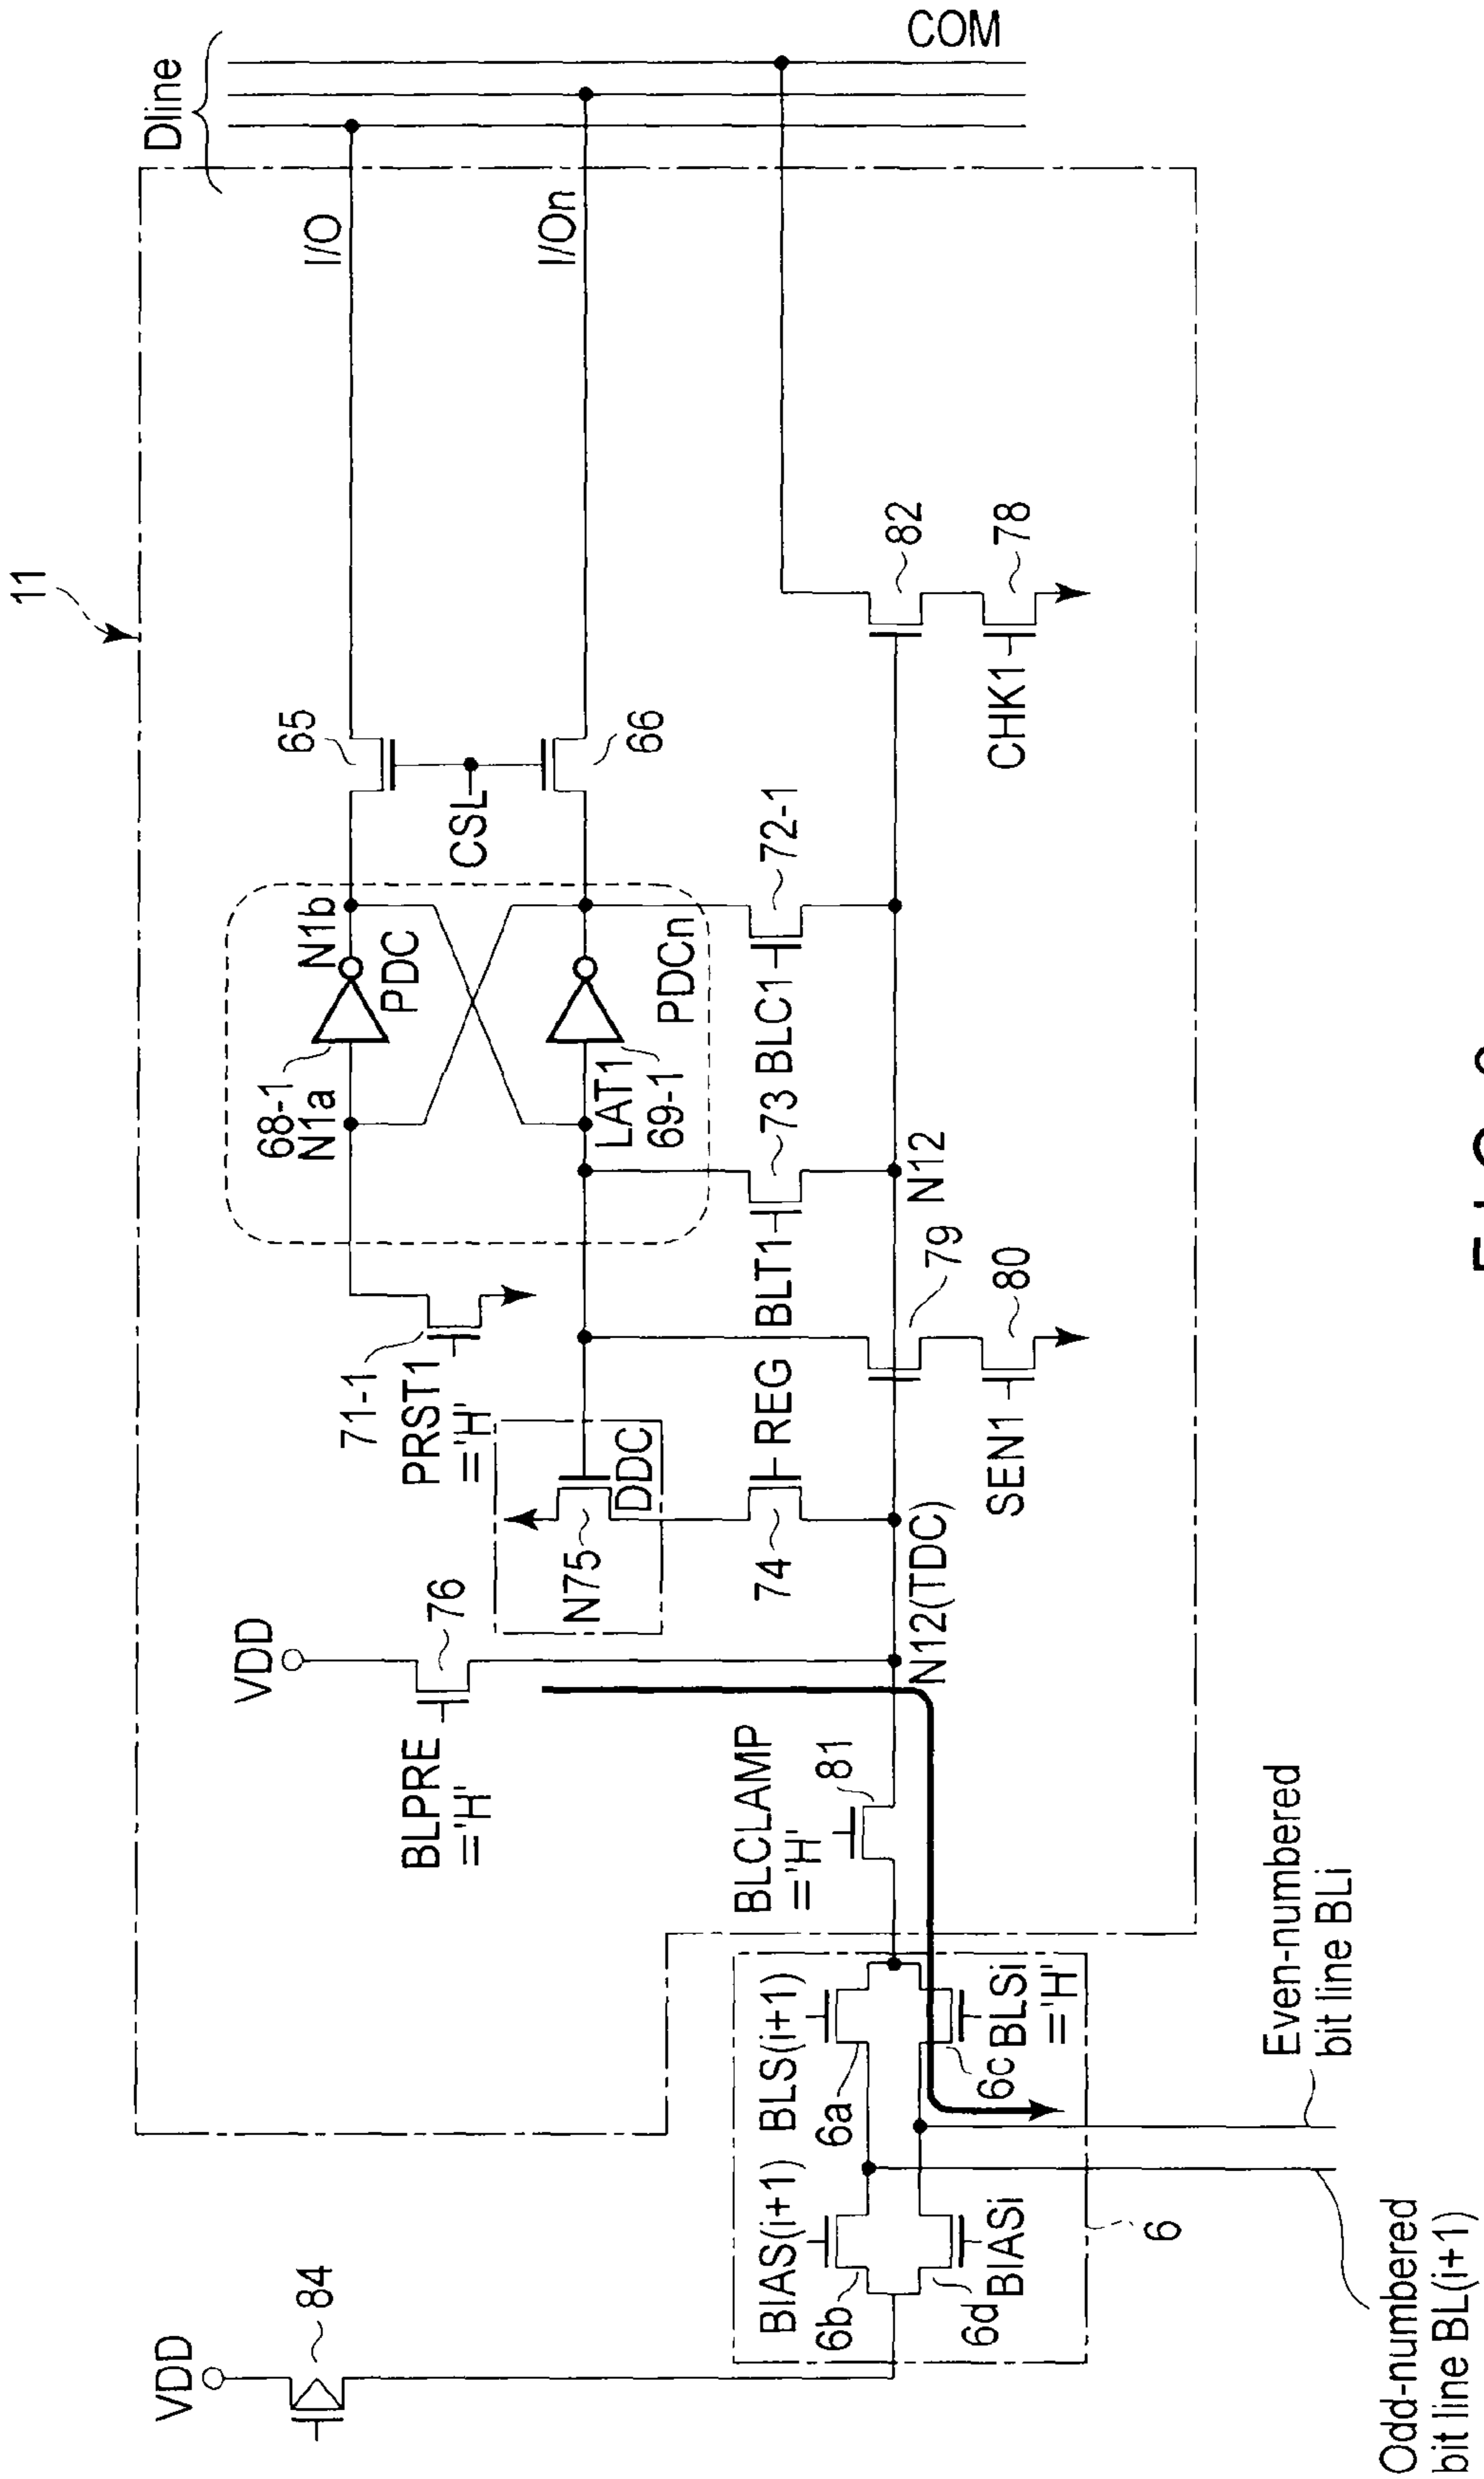 11
Dline
COM
I/O
I/On
65
66
CSL
N1b
PDC
68-1
N1a
PDCn
LAT1
69-1
71-1
PRST1
='H'
VDD
76
BLPRE
='H'
N75
DDC
74
REG
BLT1
73
BLC1
72-1
82
CHK1
78
N12
79
SEN1
80
N12(TDC)
BLCLAMP
='H'
81
VDD
84
BIAS(i+1)
BLS(i+1)
6b
6a
6d
BIASi
6c
BLSi
='H'
6
Even-numbered
bit line BLi
Odd-numbered
bit line BL(i+1)